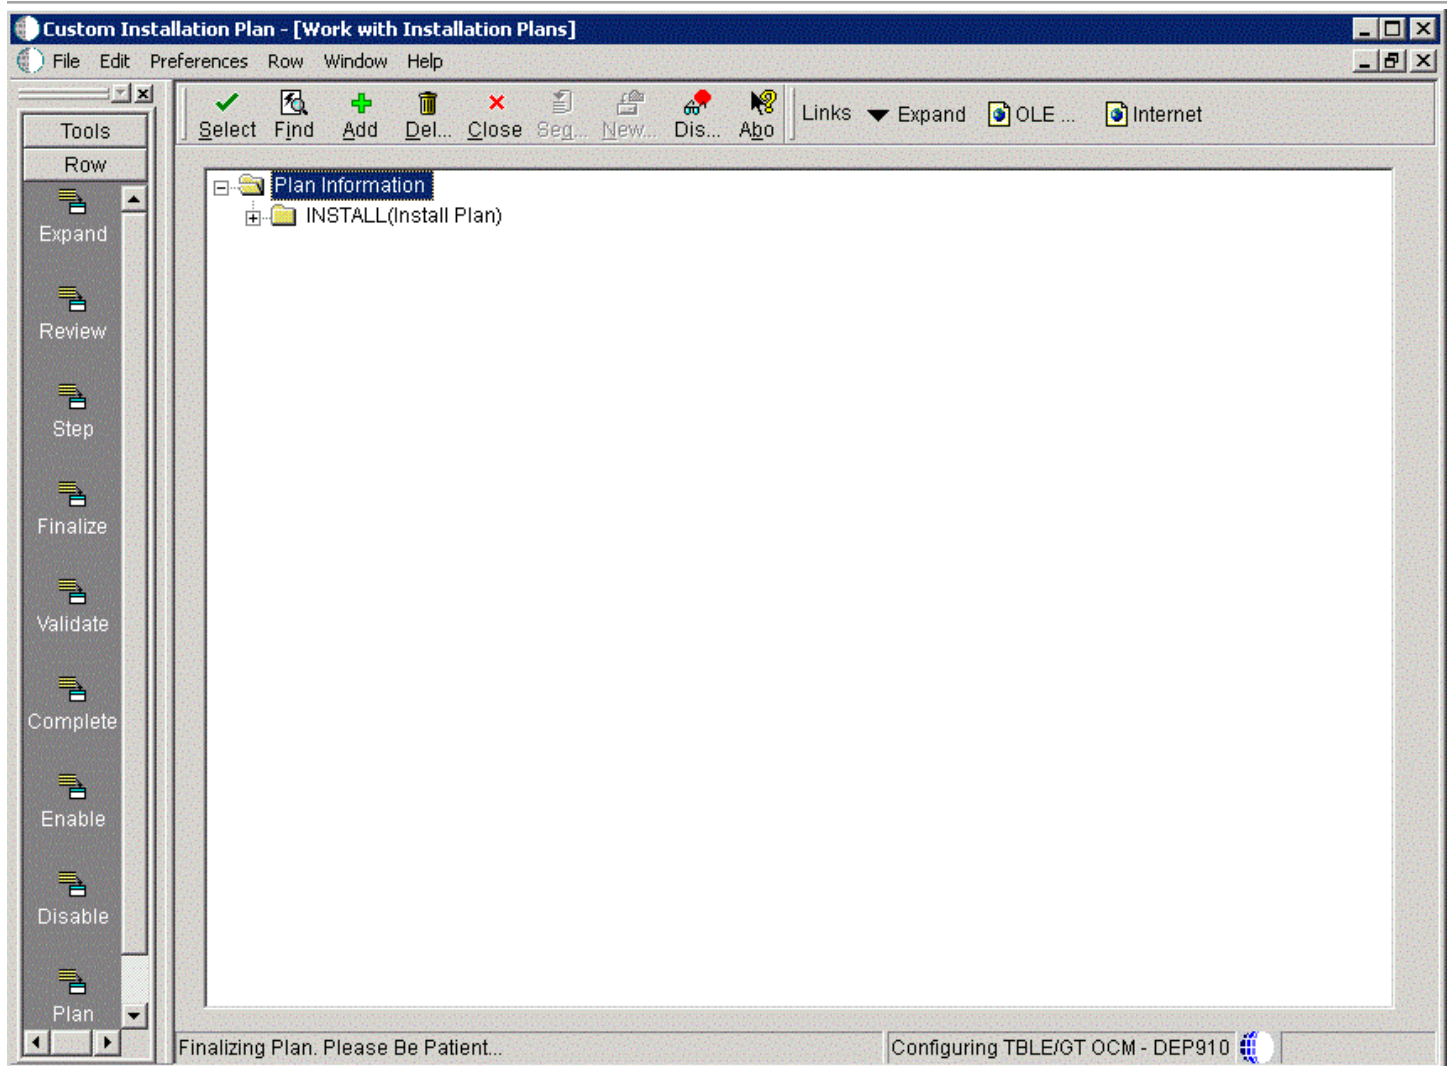 Custom Installation Plan - [Work with Installation Plans]
File Edit Preferences Row Window Help
Tools
Row
Select Find Add Del... Close Seq... New... Dis... Abo
Links Expand OLE ... Internet
Expand
Review
Step
Finalize
Validate
Complete
Enable
Disable
Plan
Plan Information
INSTALL(Install Plan)
Finalizing Plan. Please Be Patient...
Configuring TBLE/GT OCM - DEP910